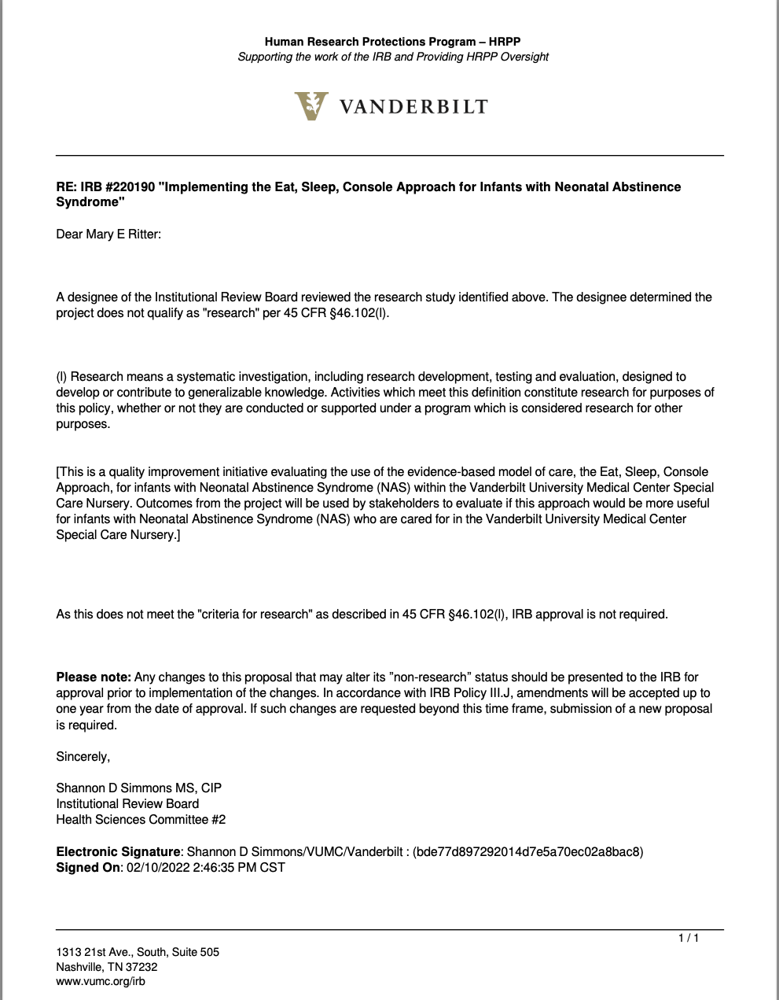 Human Research Protections Program – HRPP
Supporting the work of the IRB and Providing HRPP Oversight
VANDERBILT
RE: IRB #220190 "Implementing the Eat, Sleep, Console Approach for Infants with Neonatal Abstinence
Syndrome"
Dear Mary E Ritter:
A designee of the Institutional Review Board reviewed the research study identified above. The designee determined the
project does not qualify as "research" per 45 CFR §46.102(l).
(l) Research means a systematic investigation, including research development, testing and evaluation, designed to
develop or contribute to generalizable knowledge. Activities which meet this definition constitute research for purposes of
this policy, whether or not they are conducted or supported under a program which is considered research for other
purposes.
[This is a quality improvement initiative evaluating the use of the evidence-based model of care, the Eat, Sleep, Console
Approach, for infants with Neonatal Abstinence Syndrome (NAS) within the Vanderbilt University Medical Center Special
Care Nursery. Outcomes from the project will be used by stakeholders to evaluate if this approach would be more useful
for infants with Neonatal Abstinence Syndrome (NAS) who are cared for in the Vanderbilt University Medical Center
Special Care Nursery.]
As this does not meet the "criteria for research" as described in 45 CFR §46.102(l), IRB approval is not required.
Please note: Any changes to this proposal that may alter its ”non-research” status should be presented to the IRB for
approval prior to implementation of the changes. In accordance with IRB Policy III.J, amendments will be accepted up to
one year from the date of approval. If such changes are requested beyond this time frame, submission of a new proposal
is required.
Sincerely,
Shannon D Simmons MS, CIP
Institutional Review Board
Health Sciences Committee #2
Electronic Signature: Shannon D Simmons/VUMC/Vanderbilt : (bde77d897292014d7e5a70ec02a8bac8)
Signed On: 02/10/2022 2:46:35 PM CST
1 / 1
1313 21st Ave., South, Suite 505
Nashville, TN 37232
www.vumc.org/irb